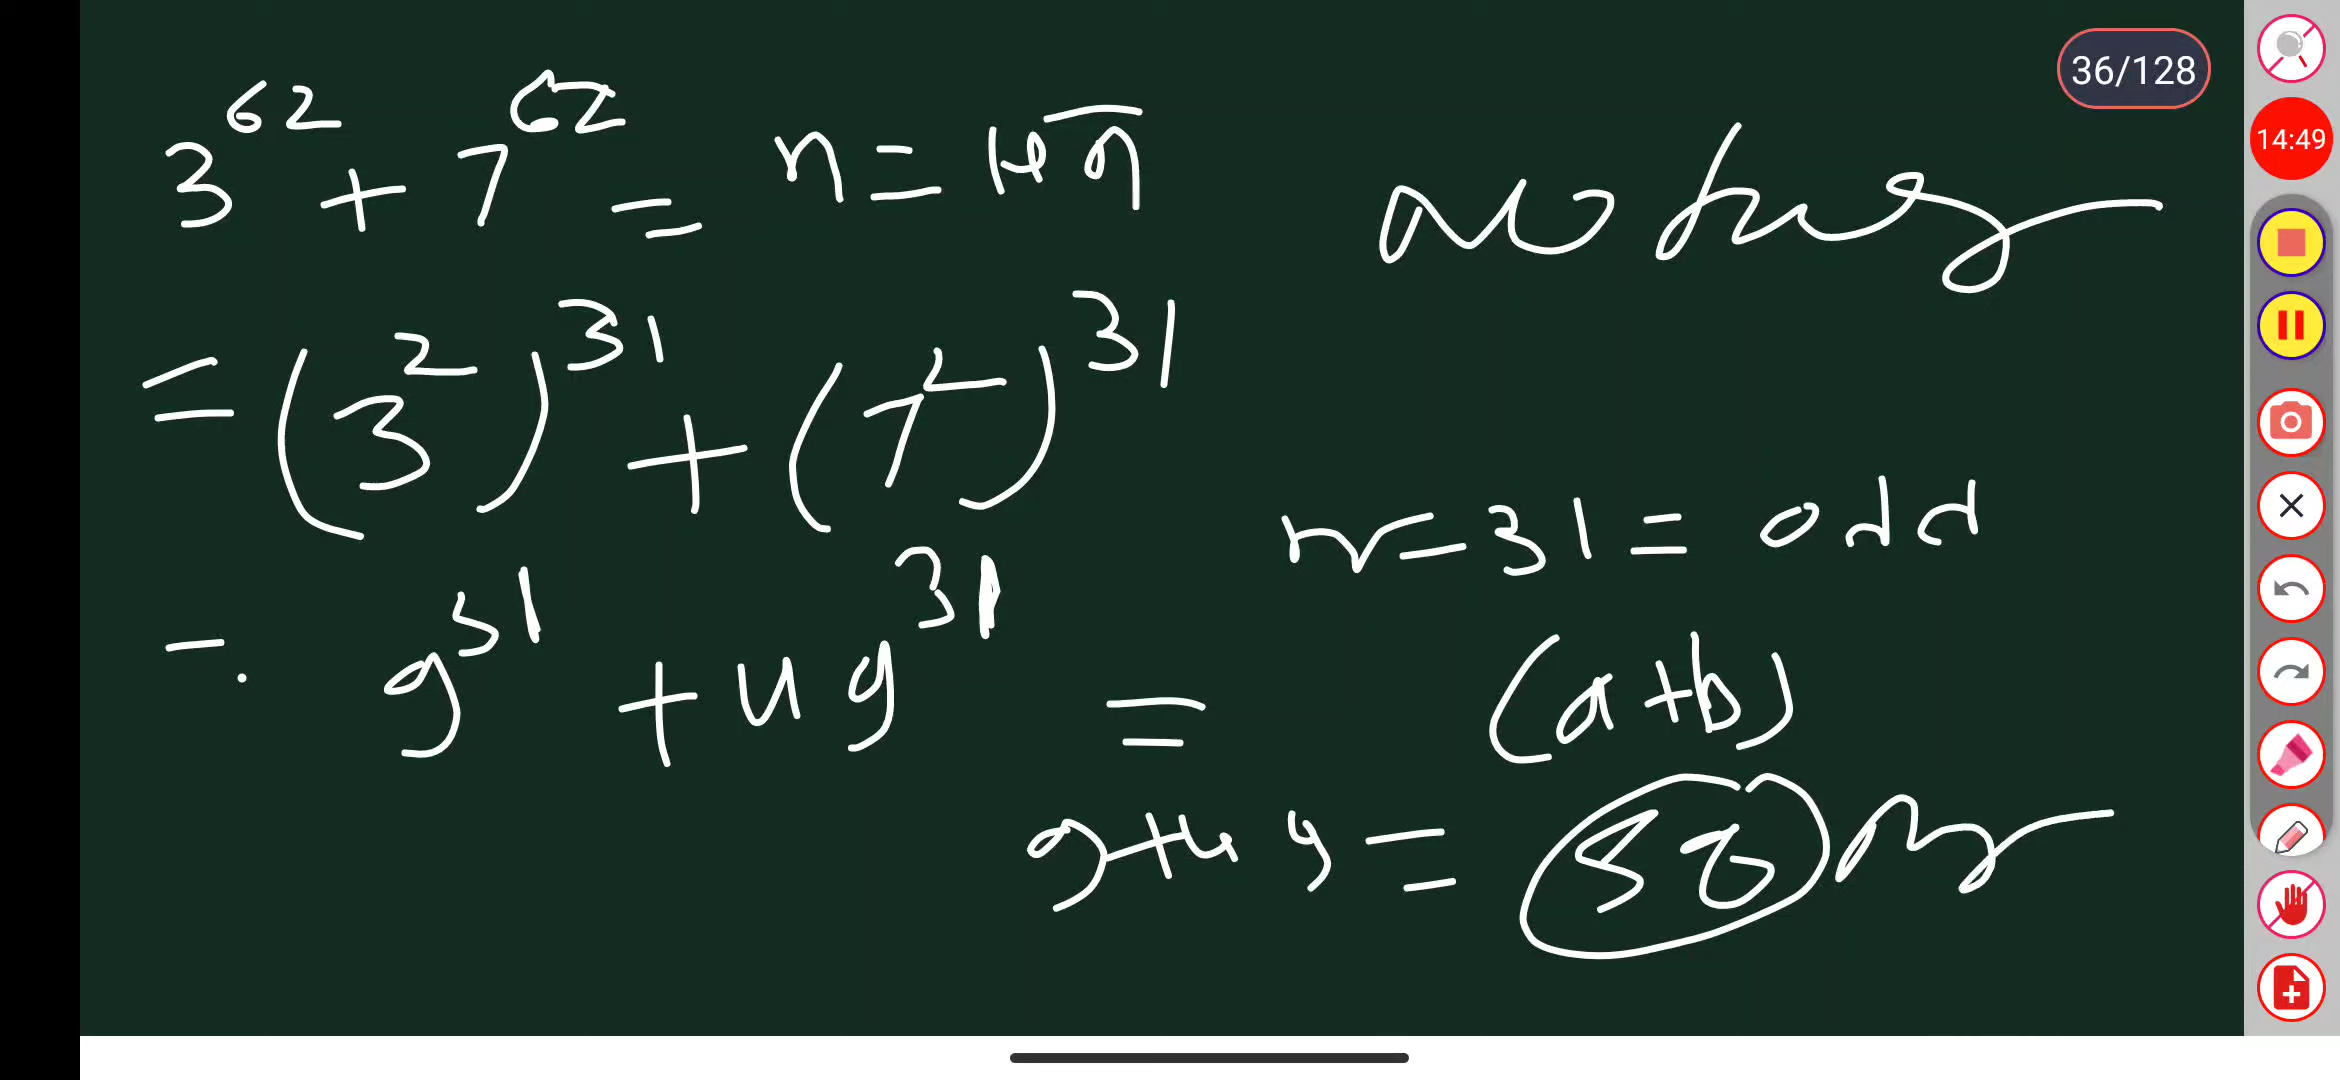 36/128
14:49
3^62 + 7^62 = n =
= (3^2)^31 + (7^2)^31
n = 31 = odd
9^31 + 49^31 =
(a+b)
9+49 = 58